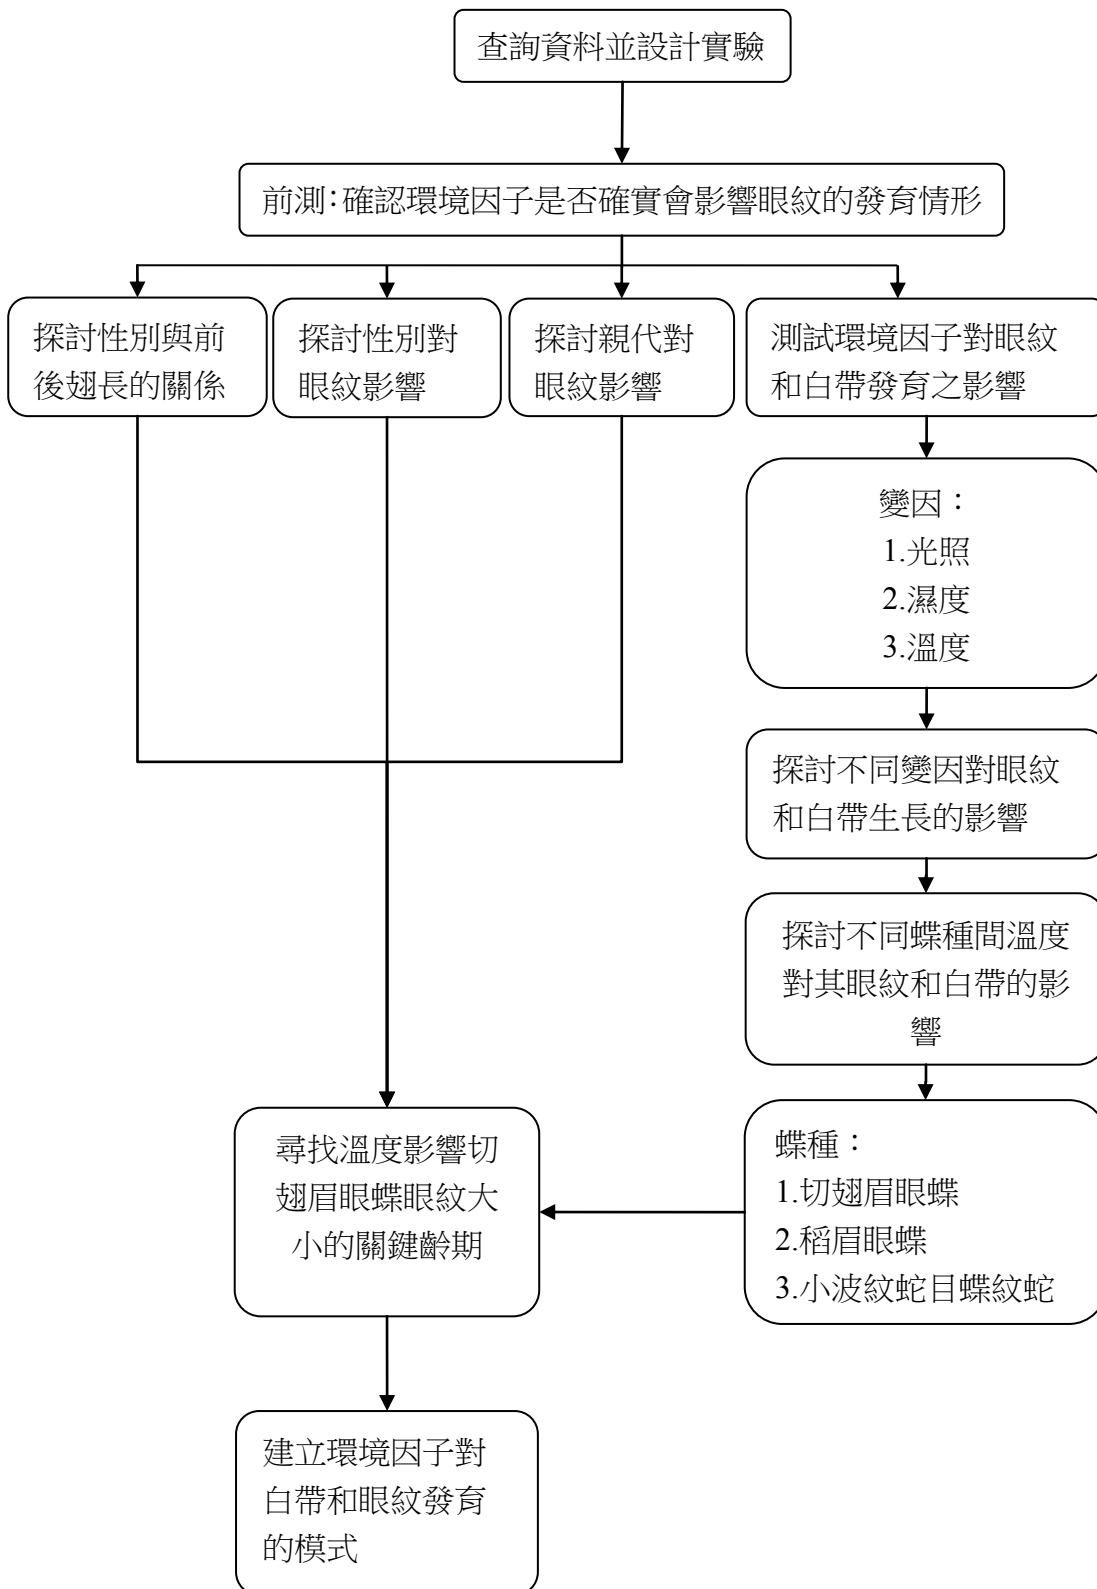 查詢資料並設計實驗
前測:確認環境因子是否確實會影響眼紋的發育情形
探討性別與前
後翅長的關係
探討性別對
眼紋影響
探討親代對
眼紋影響
測試環境因子對眼紋
和白帶發育之影響
變因：
1.光照
2.濕度
3.溫度
探討不同變因對眼紋
和白帶生長的影響
探討不同蝶種間溫度
對其眼紋和白帶的影
響
蝶種：
1.切翅眉眼蝶
2.稻眉眼蝶
3.小波紋蛇目蝶紋蛇
尋找溫度影響切
翅眉眼蝶眼紋大
小的關鍵齡期
建立環境因子對
白帶和眼紋發育
的模式